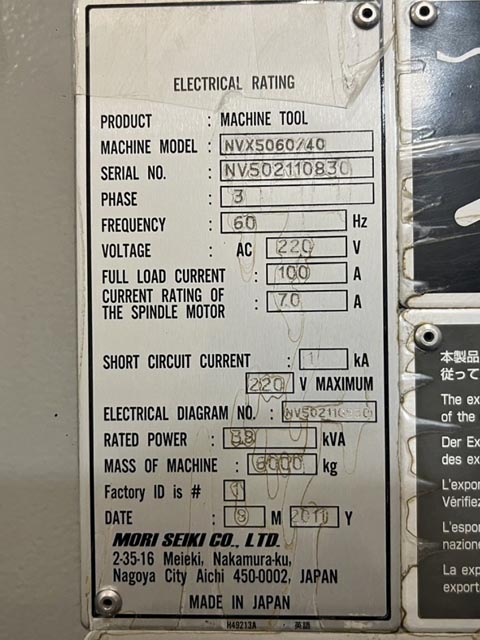 ELECTRICAL RATING
PRODUCT : MACHINE TOOL
MACHINE MODEL : NVX5060/40
SERIAL NO. : NV502110830
PHASE : 3
FREQUENCY : 60 Hz
VOLTAGE : AC 220 V
FULL LOAD CURRENT : 100 A
CURRENT RATING OF
THE SPINDLE MOTOR : 70 A
SHORT CIRCUIT CURRENT : 1 kA
220 V MAXIMUM
ELECTRICAL DIAGRAM NO. : NV502110830
RATED POWER : 38 kVA
MASS OF MACHINE : 6000 kg
Factory ID is # 1
DATE : 8 M 2011 Y
MORI SEIKI CO., LTD.
2-35-16 Meieki, Nakamura-ku,
Nagoya City Aichi 450-0002, JAPAN
MADE IN JAPAN
H49213A 英語
本製品
従って
The ex
of the
Der Ex
des ex
L'expor
Vérifiez
L'espor
nazione
La exp
export